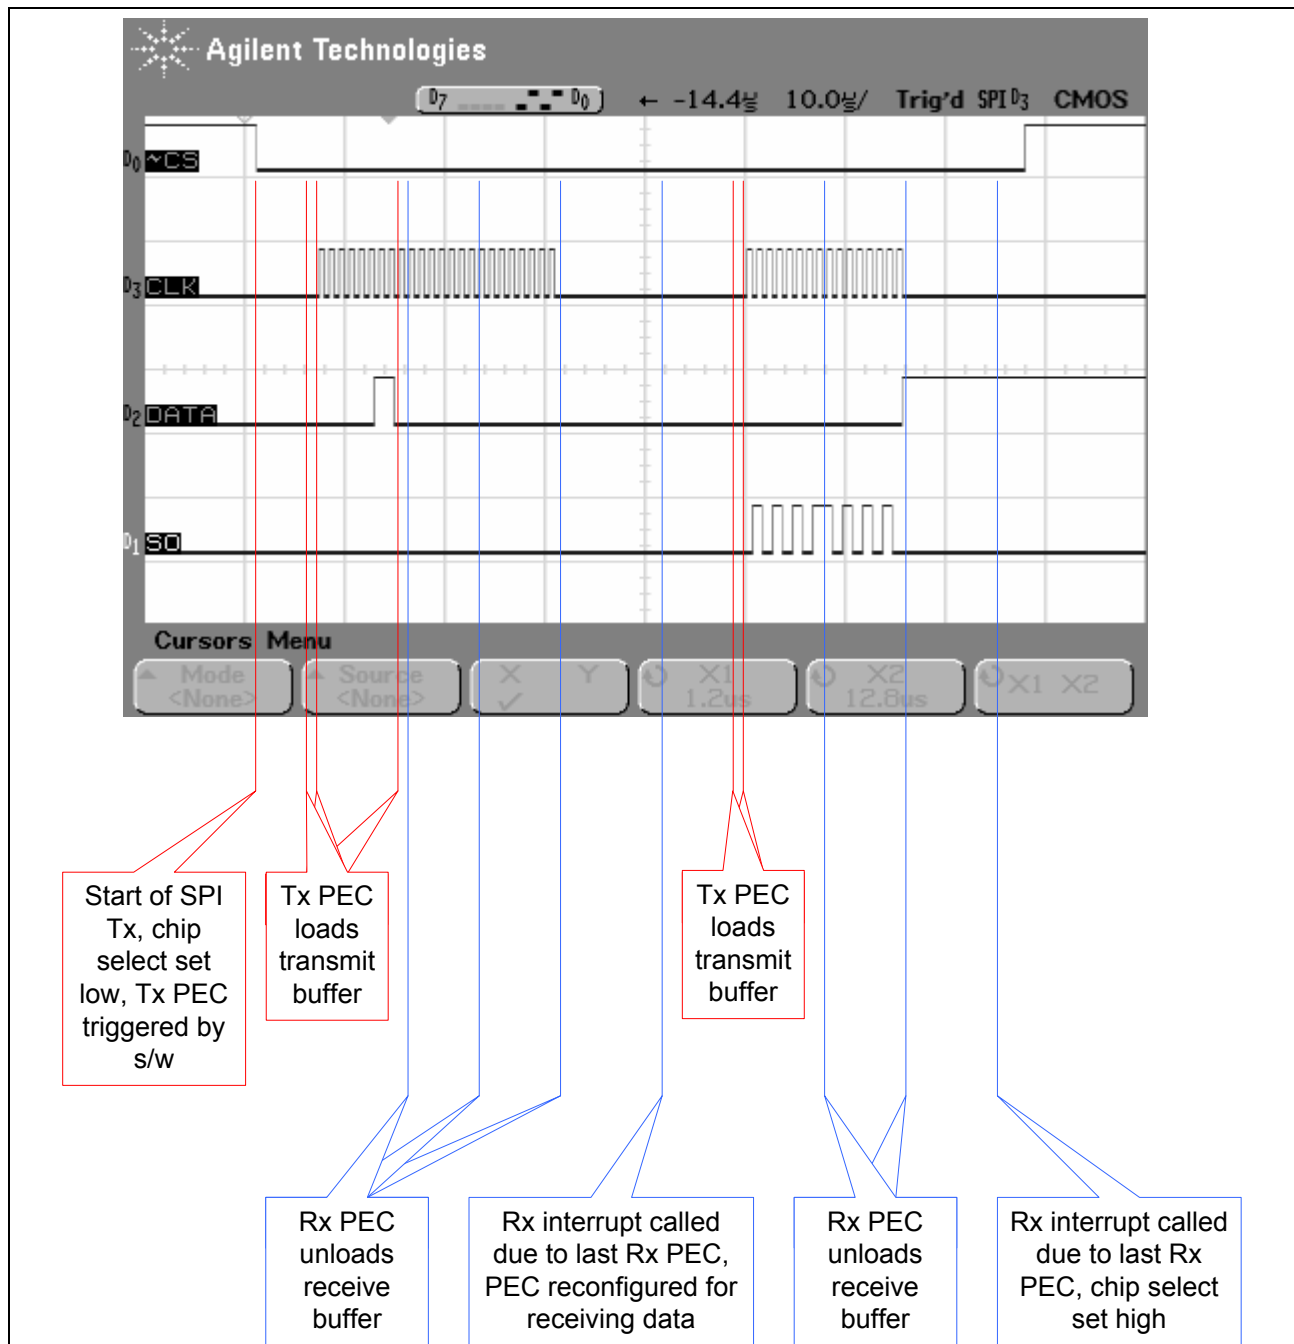 Agilent Technologies
D7 D0 ← -14.4us 10.0us/ Trig'd SPI D3 CMOS
D0 ~CS
D3 CLK
D2 DATA
D1 SO
Cursors Menu
Mode Source X Y X1 X2 X1 X2
<None> <None> ✓ 1.2us 12.8us
Start of SPI
Tx, chip
select set
low, Tx PEC
triggered by
s/w
Tx PEC
loads
transmit
buffer
Tx PEC
loads
transmit
buffer
Rx PEC
unloads
receive
buffer
Rx interrupt called
due to last Rx PEC,
PEC reconfigured for
receiving data
Rx PEC
unloads
receive
buffer
Rx interrupt called
due to last Rx
PEC, chip select
set high